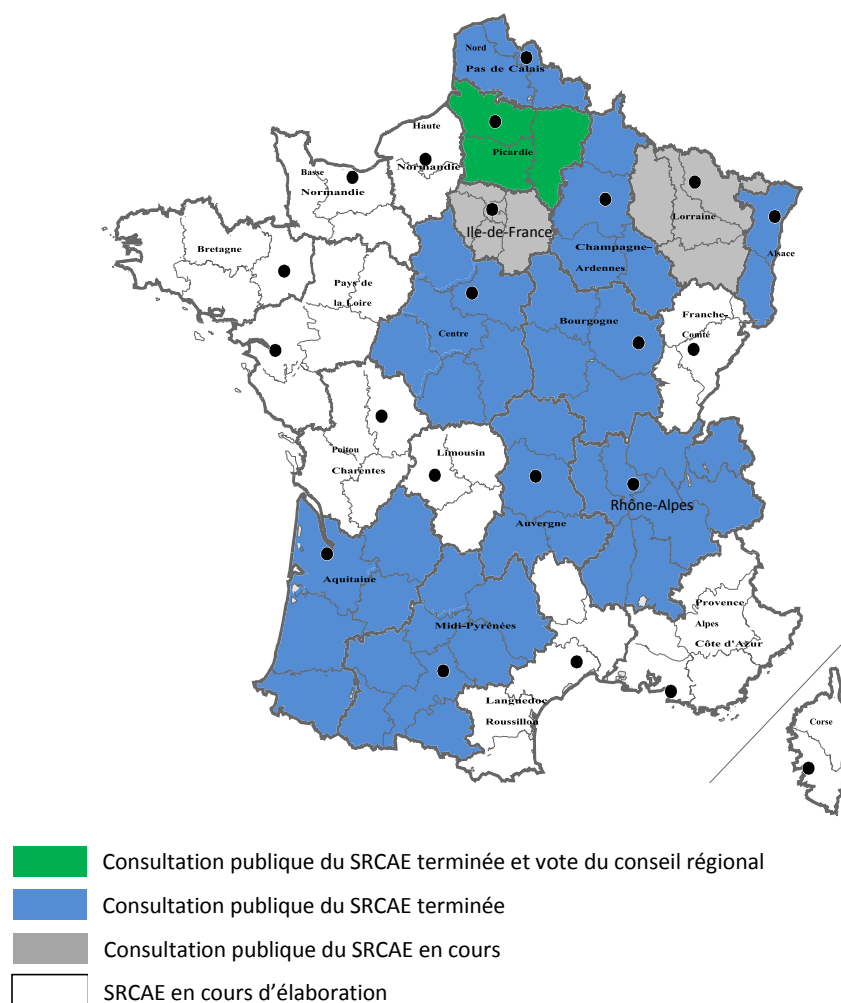 Nord
Pas de Calais
Haute
Normandie
Picardie
Basse
Normandie
Ile-de-France
Lorraine
Alsace
Champagne-
Ardennes
Bretagne
Pays de
la Loire
Centre
Bourgogne
Franche-
Comté
Poitou
Charentes
Limousin
Auvergne
Rhône-Alpes
Aquitaine
Midi-Pyrénées
Provence
Alpes
Côte d'Azur
Languedoc
Roussillon
Corse
Consultation publique du SRCAE terminée et vote du conseil régional
Consultation publique du SRCAE terminée
Consultation publique du SRCAE en cours
SRCAE en cours d’élaboration